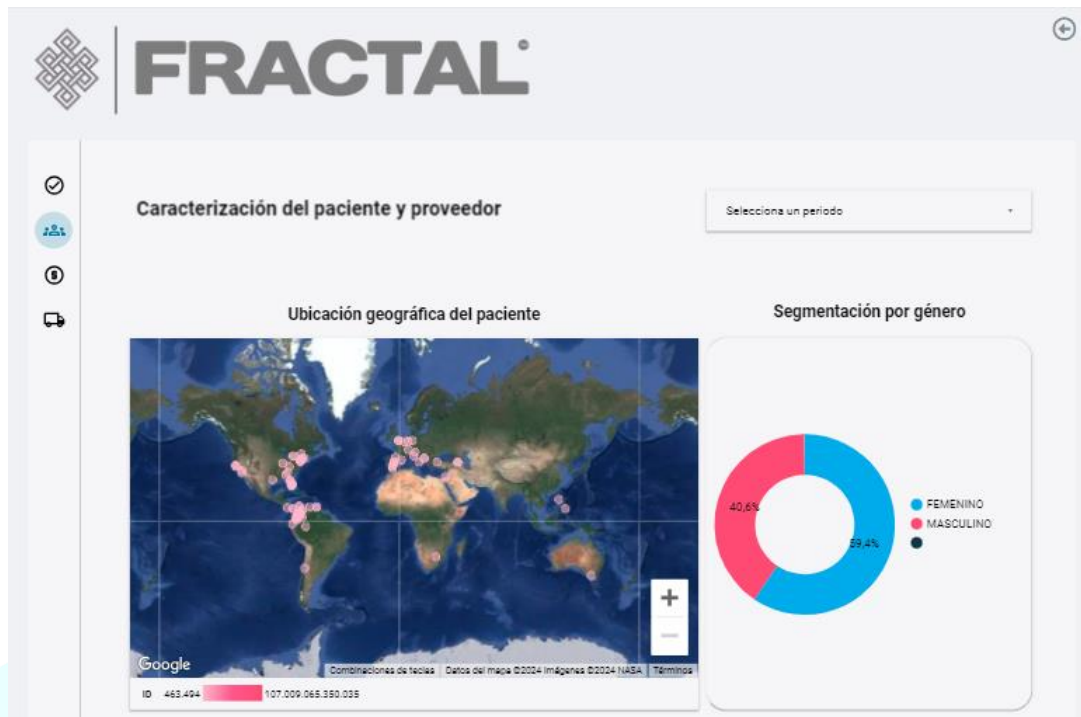 FRACTAL
Caracterización del paciente y proveedor
Selecciona un periodo
Ubicación geográfica del paciente
Segmentación por género
40,6%
59,4%
FEMENINO
MASCULINO
Google
Combinaciones de teclas Datos del mapa ©2024 Imágenes ©2024 NASA Términos
ID 463.494 107.009.065.350.035